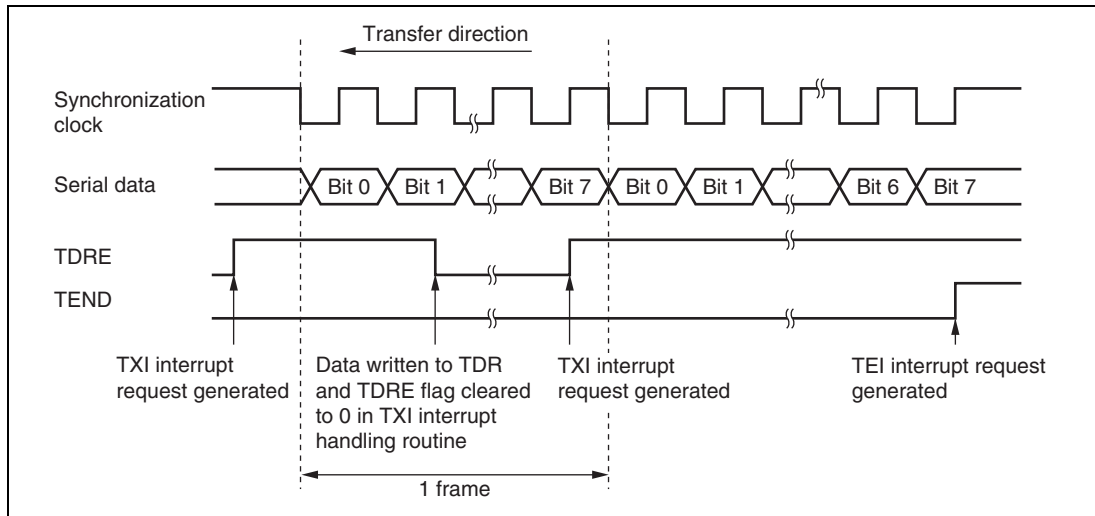 Transfer direction
Synchronization
clock
Serial data
Bit 0 Bit 1 Bit 7 Bit 0 Bit 1 Bit 6 Bit 7
TDRE
TEND
TXI interrupt
request generated
Data written to TDR
and TDRE flag cleared
to 0 in TXI interrupt
handling routine
TXI interrupt
request generated
TEI interrupt request
generated
1 frame